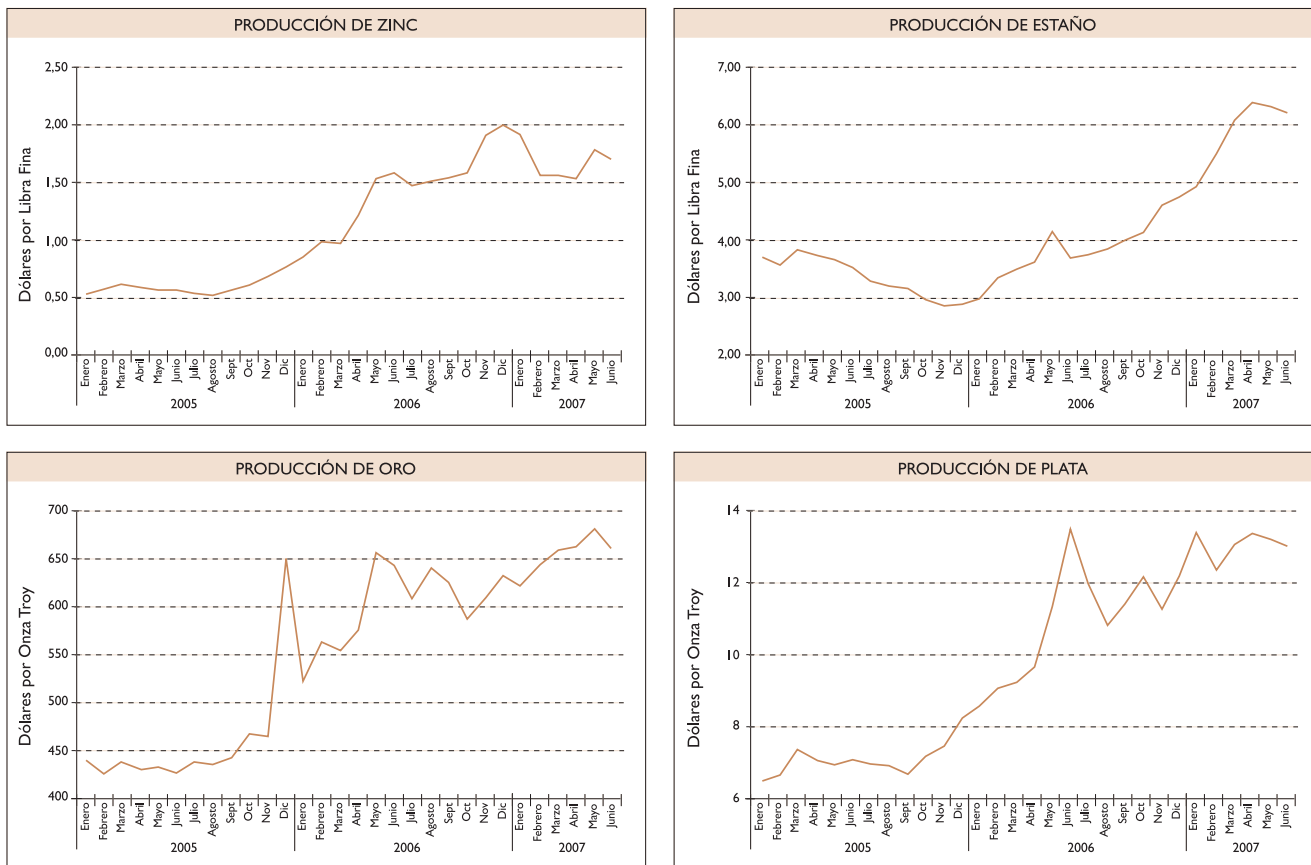 PRODUCCIÓN DE ZINC
Dólares por Libra Fina
2,50
2,00
1,50
1,00
0,50
0,00
Enero Febrero Marzo Abril Mayo Junio Julio Agosto Sept Oct Nov Dic Enero Febrero Marzo Abril Mayo Junio Julio Agosto Sept Oct Nov Dic Enero Febrero Marzo Abril Mayo Junio
2005 2006 2007
PRODUCCIÓN DE ESTAÑO
Dólares por Libra Fina
7,00
6,00
5,00
4,00
3,00
2,00
Enero Febrero Marzo Abril Mayo Junio Julio Agosto Sept Oct Nov Dic Enero Febrero Marzo Abril Mayo Junio Julio Agosto Sept Oct Nov Dic Enero Febrero Marzo Abril Mayo Junio
2005 2006 2007
PRODUCCIÓN DE ORO
Dólares por Onza Troy
700
650
600
550
500
450
400
Enero Febrero Marzo Abril Mayo Junio Julio Agosto Sept Oct Nov Dic Enero Febrero Marzo Abril Mayo Junio Julio Agosto Sept Oct Nov Dic Enero Febrero Marzo Abril Mayo Junio
2005 2006 2007
PRODUCCIÓN DE PLATA
Dólares por Onza Troy
14
12
10
8
6
Enero Febrero Marzo Abril Mayo Junio Julio Agosto Sept Oct Nov Dic Enero Febrero Marzo Abril Mayo Junio Julio Agosto Sept Oct Nov Dic Enero Febrero Marzo Abril Mayo Junio
2005 2006 2007